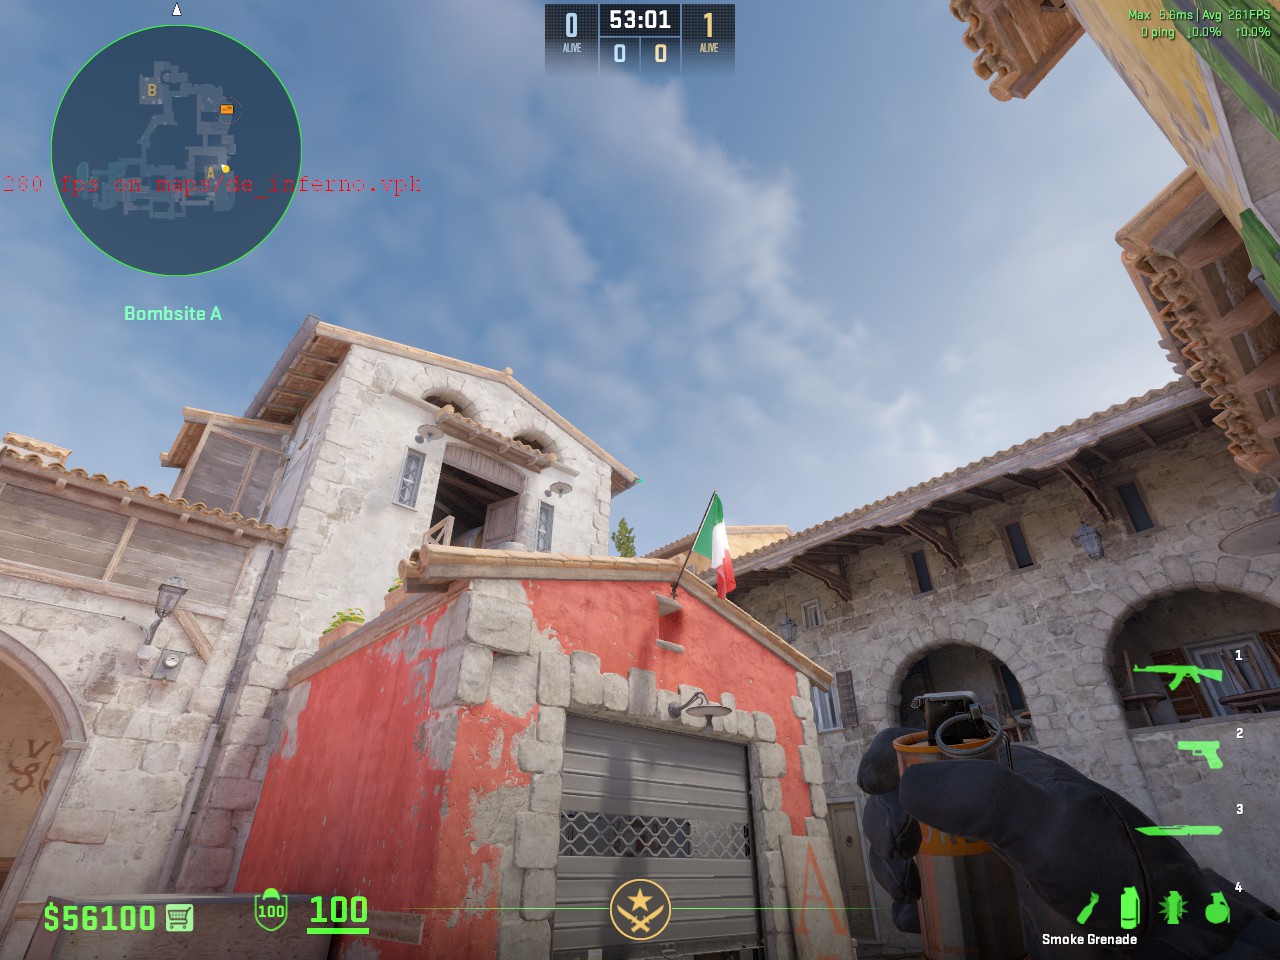 0
ALIVE
53:01
0 0
1
ALIVE
Max 5.6ms | Avg 261FPS
0 ping ↓0.0% ↑0.0%
B
A
280 fps on maps/de_inferno.vpk
Bombsite A
1
2
3
4
A
$56100
100
100
Smoke Grenade